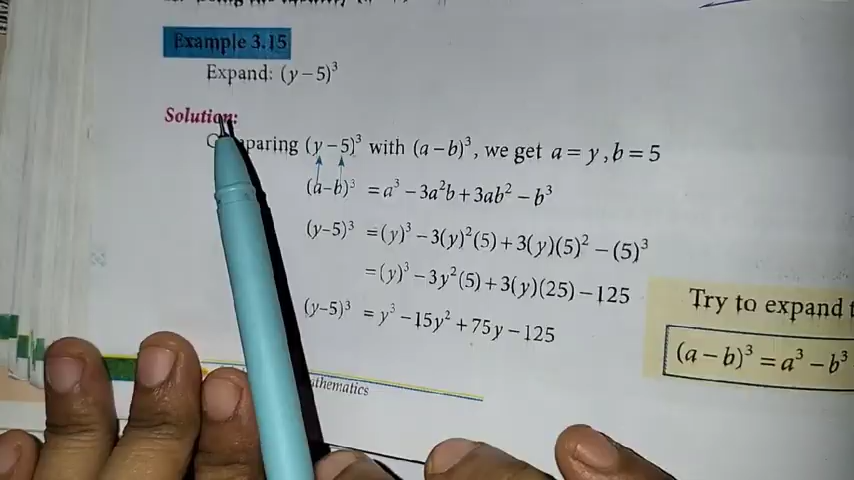 Example 3.15
Expand: (y−5)³
Solution:
Comparing (y−5)³ with (a−b)³, we get a = y, b = 5
(a-b)³ = a³ − 3a²b + 3ab² − b³
(y−5)³ = (y)³ − 3(y)²(5) + 3(y)(5)² − (5)³
= (y)³ − 3y²(5) + 3(y)(25) − 125
(y−5)³ = y³ − 15y² + 75y − 125
Try to expand
(a − b)³ = a³ − b³